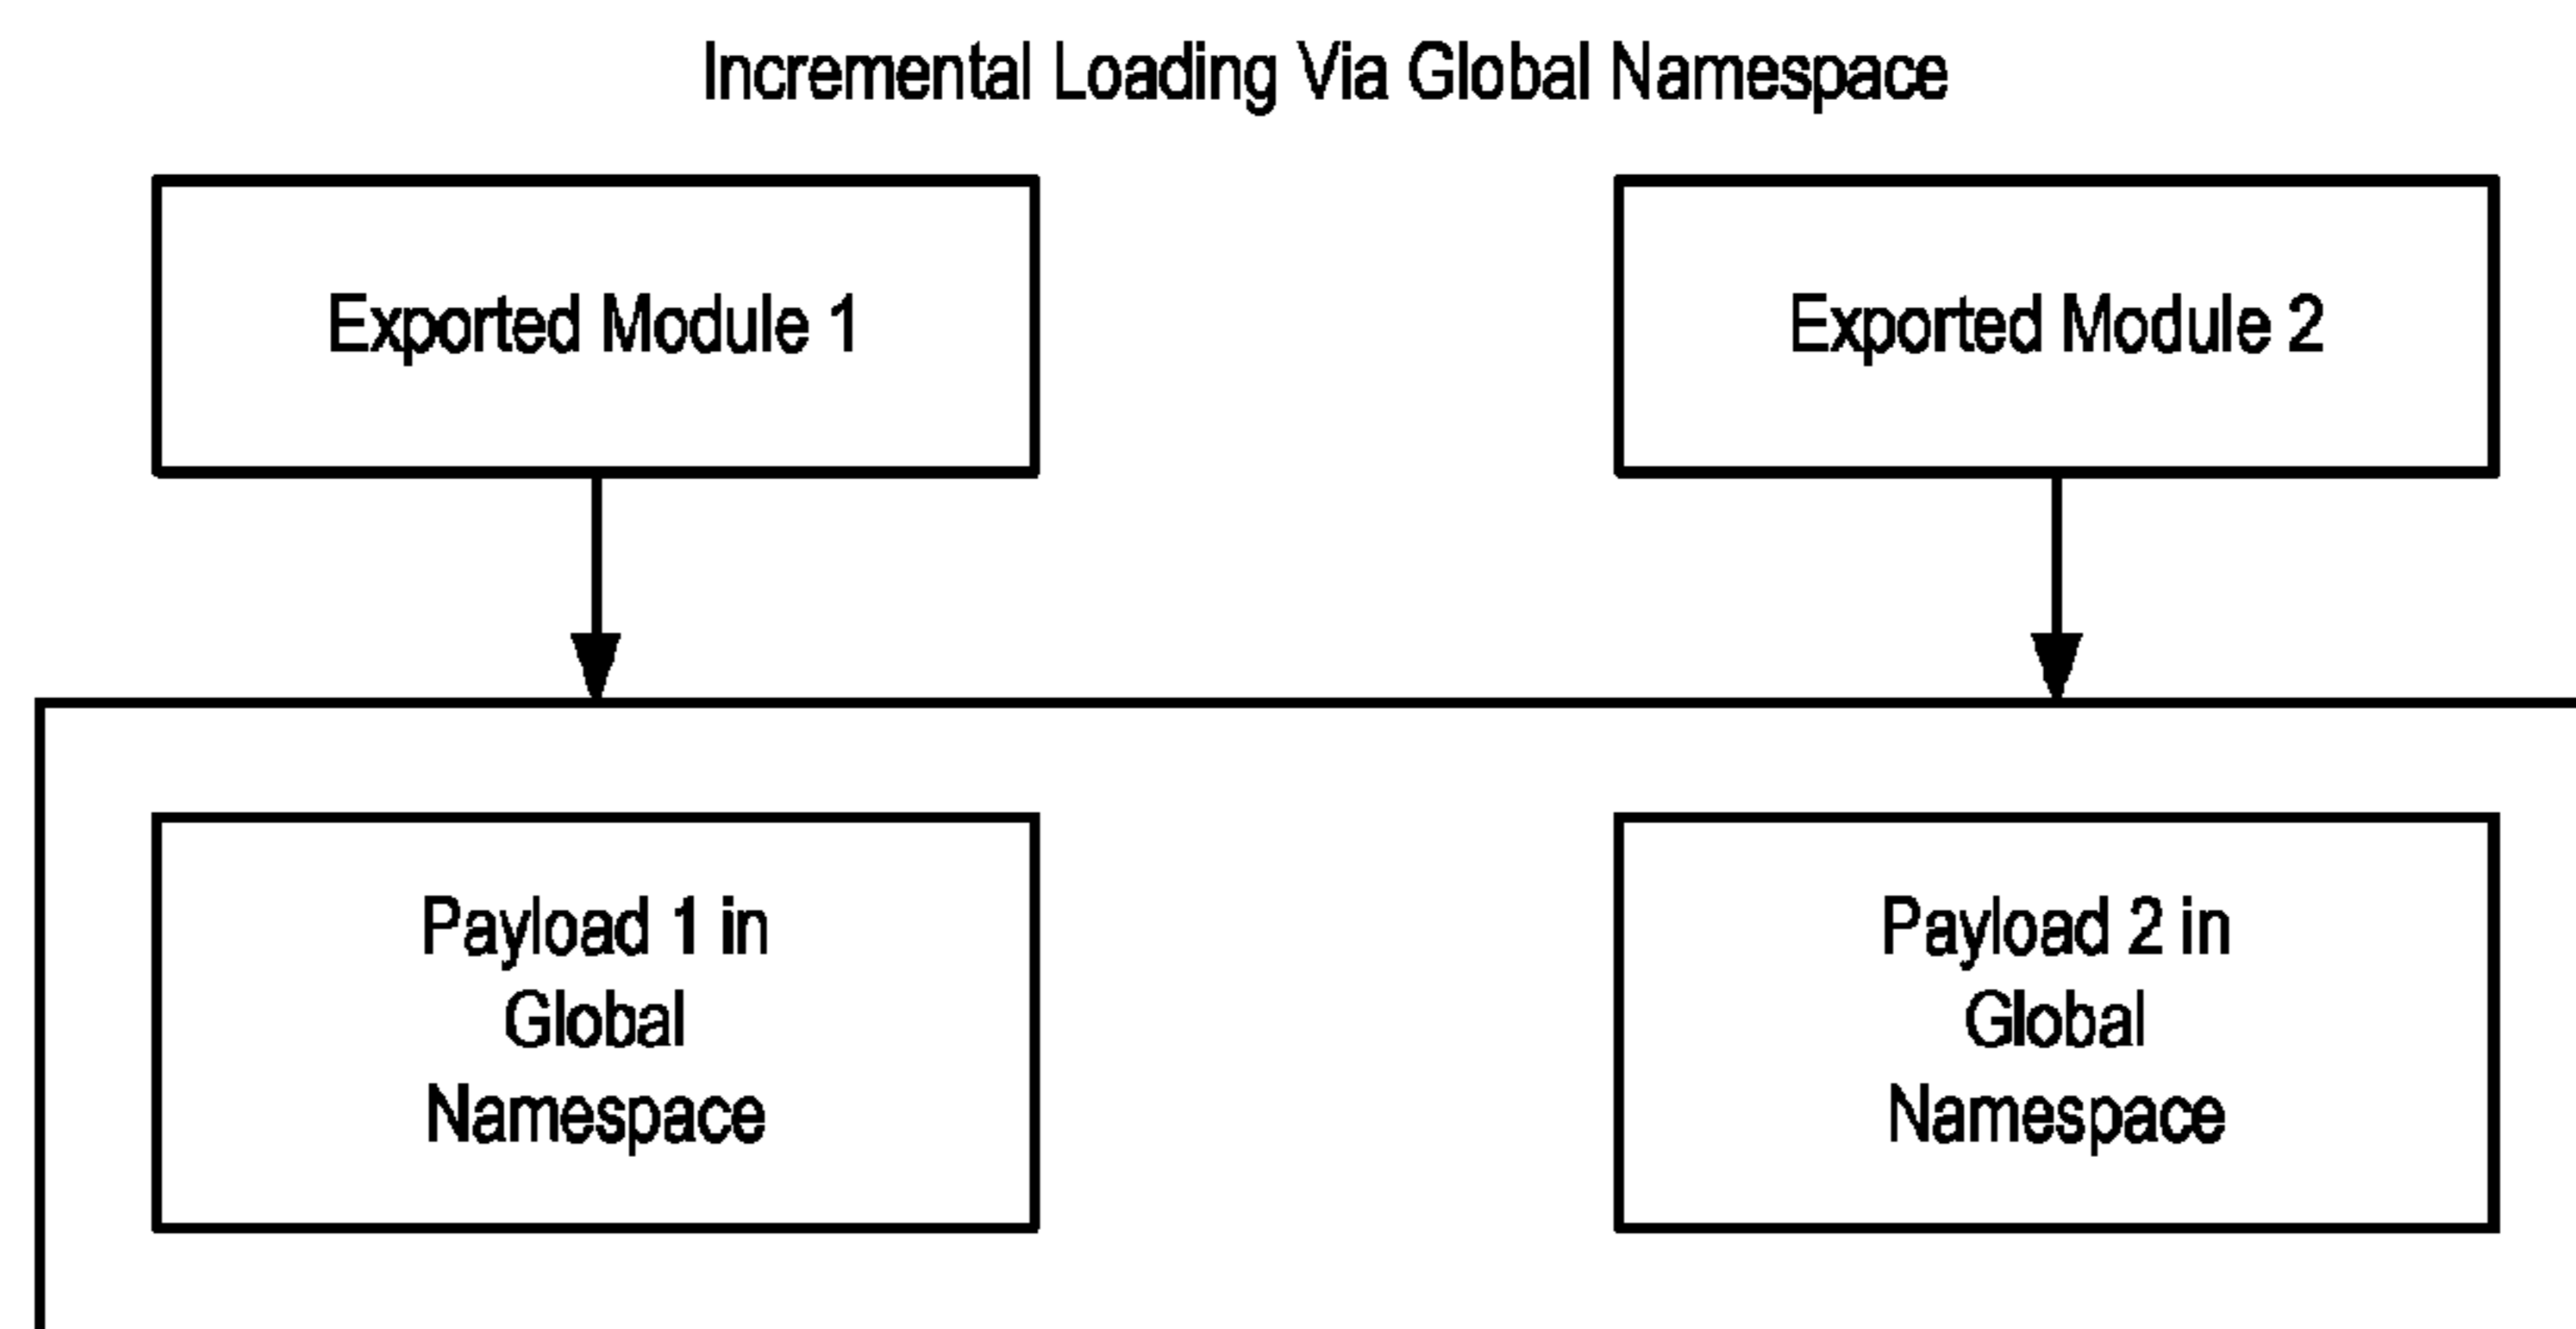 Incremental Loading Via Global Namespace
Exported Module 1
Exported Module 2
Payload 1 in
Global
Namespace
Payload 2 in
Global
Namespace